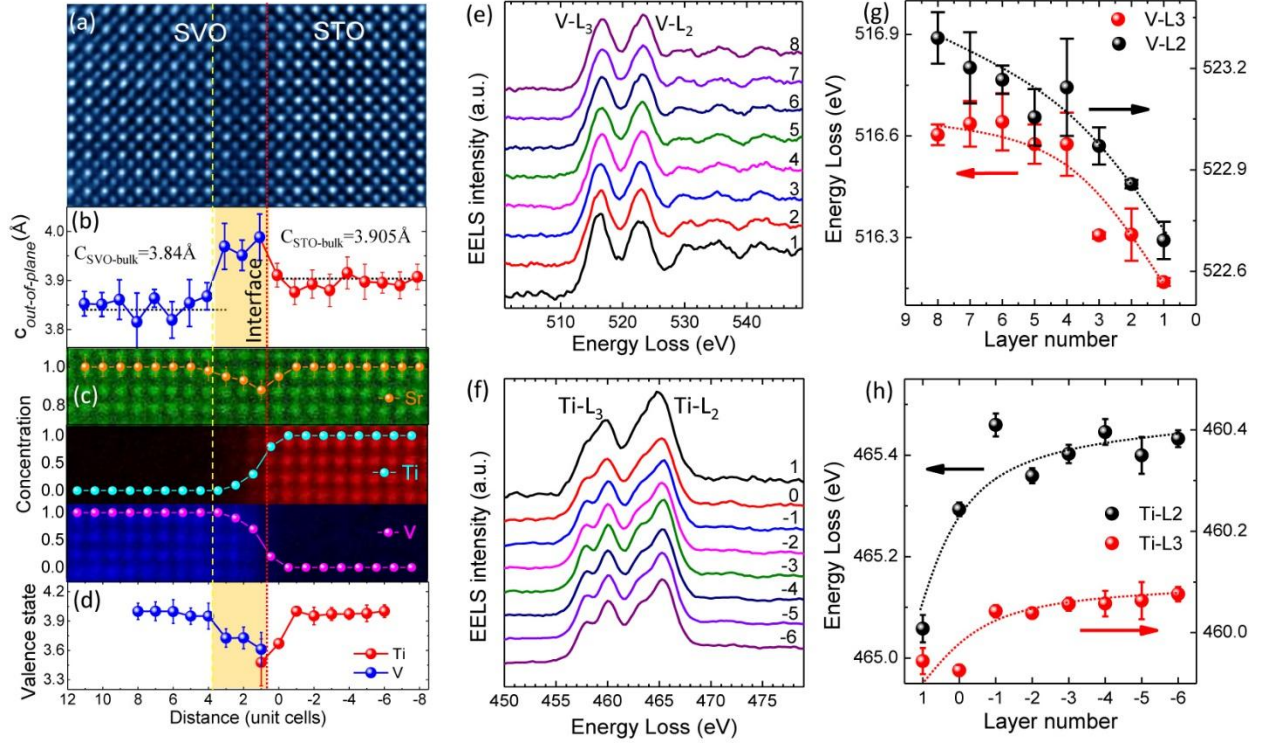 (a)
SVO
STO
(b)
C_STO-bulk=3.905Å
C_SVO-bulk=3.84Å
c_out-of-plane(Å)
4.0
3.9
3.8
Interface
(c)
Concentration
1.0
0.8
Sr
1.0
0.5
0.0
Ti
1.0
0.5
0.0
V
(d)
Valence state
4.2
3.9
3.6
3.3
Ti
V
12 10 8 6 4 2 0 -2 -4 -6 -8
Distance (unit cells)
(e)
V-L3
V-L2
EELS intensity (a.u.)
8
7
6
5
4
3
2
1
510 520 530 540
Energy Loss (eV)
(f)
Ti-L3
Ti-L2
EELS intensity (a.u.)
1
0
-1
-2
-3
-4
-5
-6
450 455 460 465 470 475
Energy Loss (eV)
(g)
V-L3
V-L2
Energy Loss (eV)
516.9
516.6
516.3
523.2
522.9
522.6
9 8 7 6 5 4 3 2 1 0
Layer number
(h)
Energy Loss (eV)
465.4
465.2
465.0
460.4
460.2
460.0
Ti-L2
Ti-L3
1 0 -1 -2 -3 -4 -5 -6
Layer number